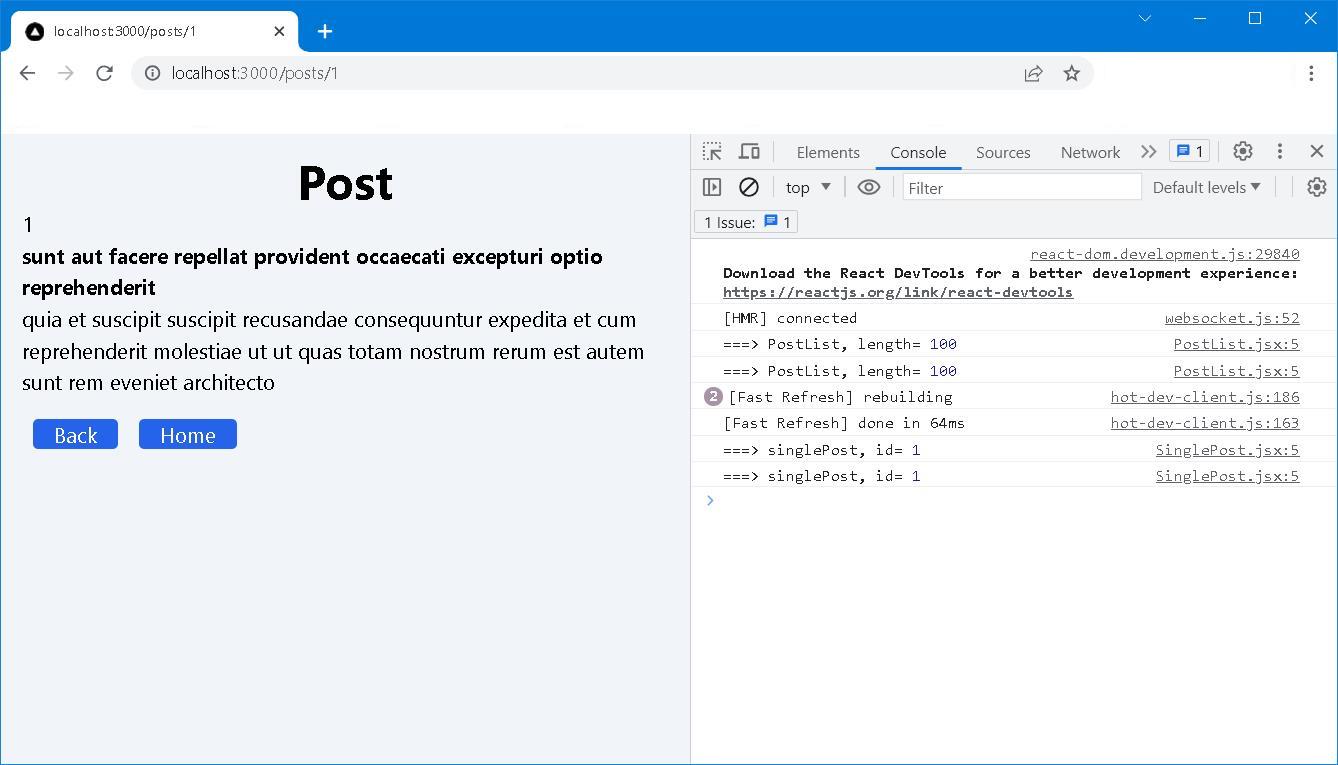 localhost:3000/posts/1
localhost:3000/posts/1
Post
1
sunt aut facere repellat provident occaecati excepturi optio
reprehenderit
quia et suscipit suscipit recusandae consequuntur expedita et cum
reprehenderit molestiae ut ut quas totam nostrum rerum est autem
sunt rem eveniet architecto
Back Home
Elements Console Sources Network 1
top Filter Default levels
1 Issue: 1
react-dom.development.js:29840
Download the React DevTools for a better development experience:
https://reactjs.org/link/react-devtools
[HMR] connected websocket.js:52
===> PostList, length= 100 PostList.jsx:5
===> PostList, length= 100 PostList.jsx:5
2 [Fast Refresh] rebuilding hot-dev-client.js:186
[Fast Refresh] done in 64ms hot-dev-client.js:163
===> singlePost, id= 1 SinglePost.jsx:5
===> singlePost, id= 1 SinglePost.jsx:5